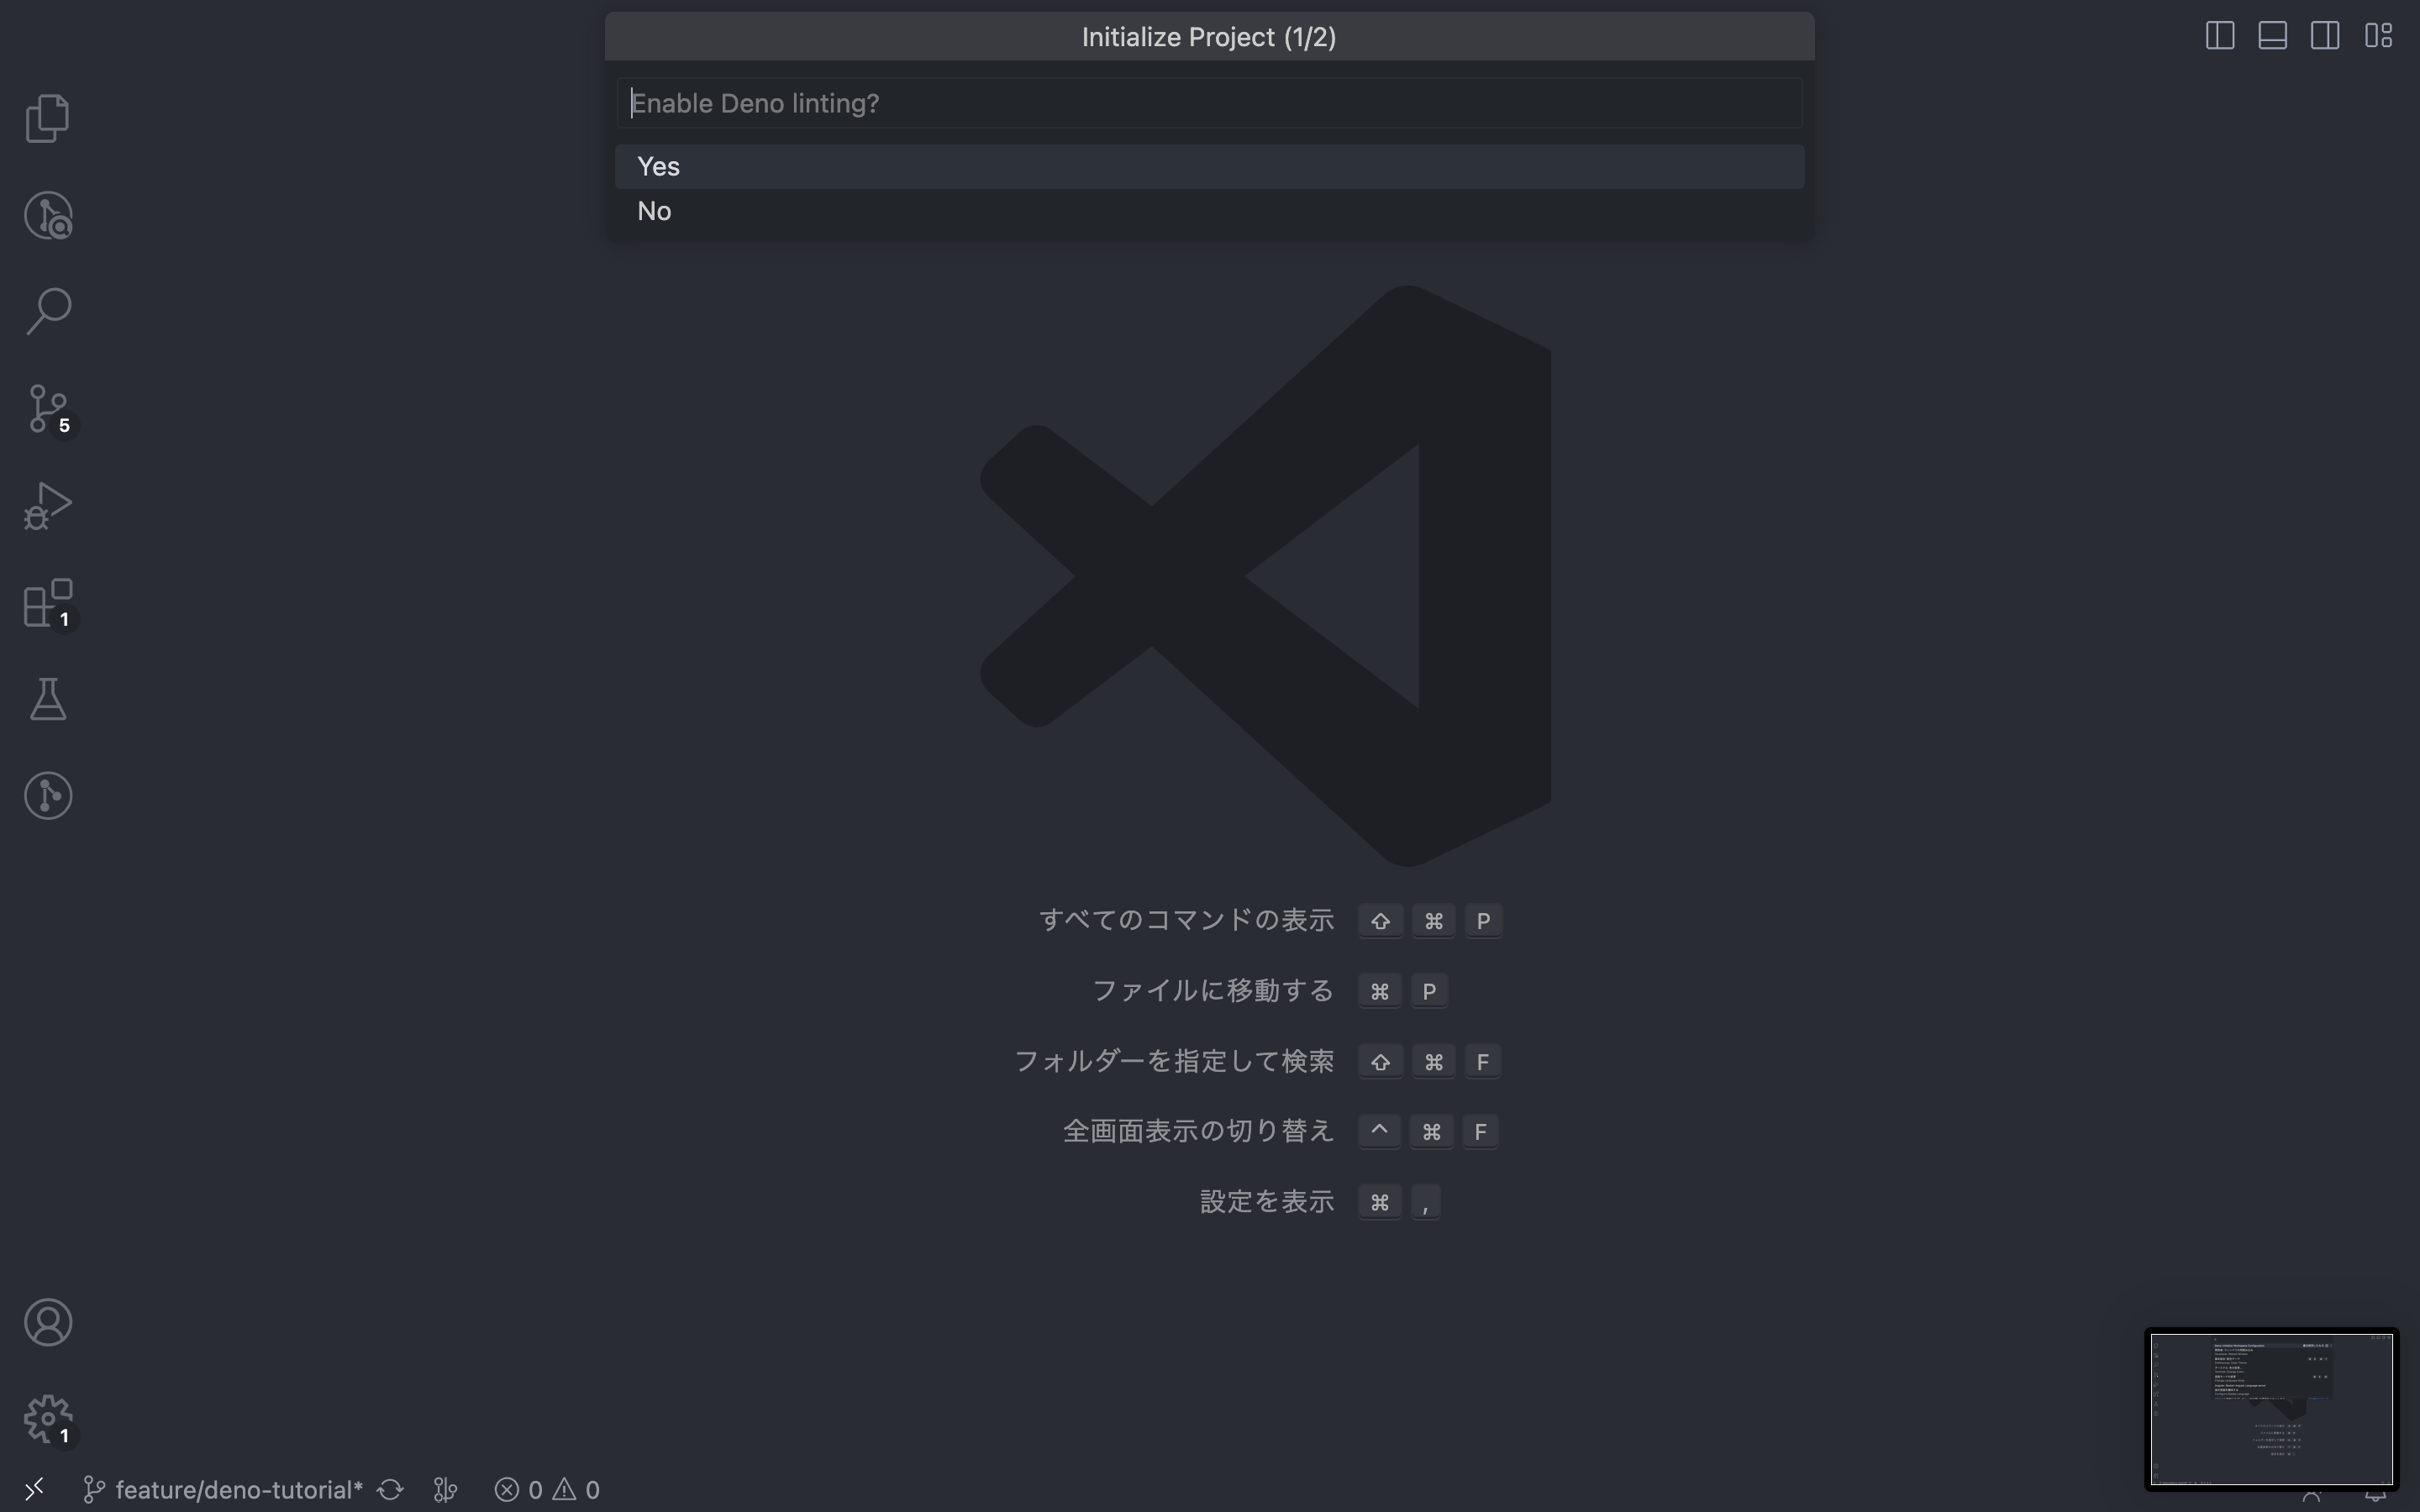 Initialize Project (1/2)
Enable Deno linting?
Yes
No
5
1
すべてのコマンドの表示 ⇧ ⌘ P
ファイルに移動する ⌘ P
フォルダーを指定して検索 ⇧ ⌘ F
全画面表示の切り替え ^ ⌘ F
設定を表示 ⌘ ,
1
feature/deno-tutorial* 0 0